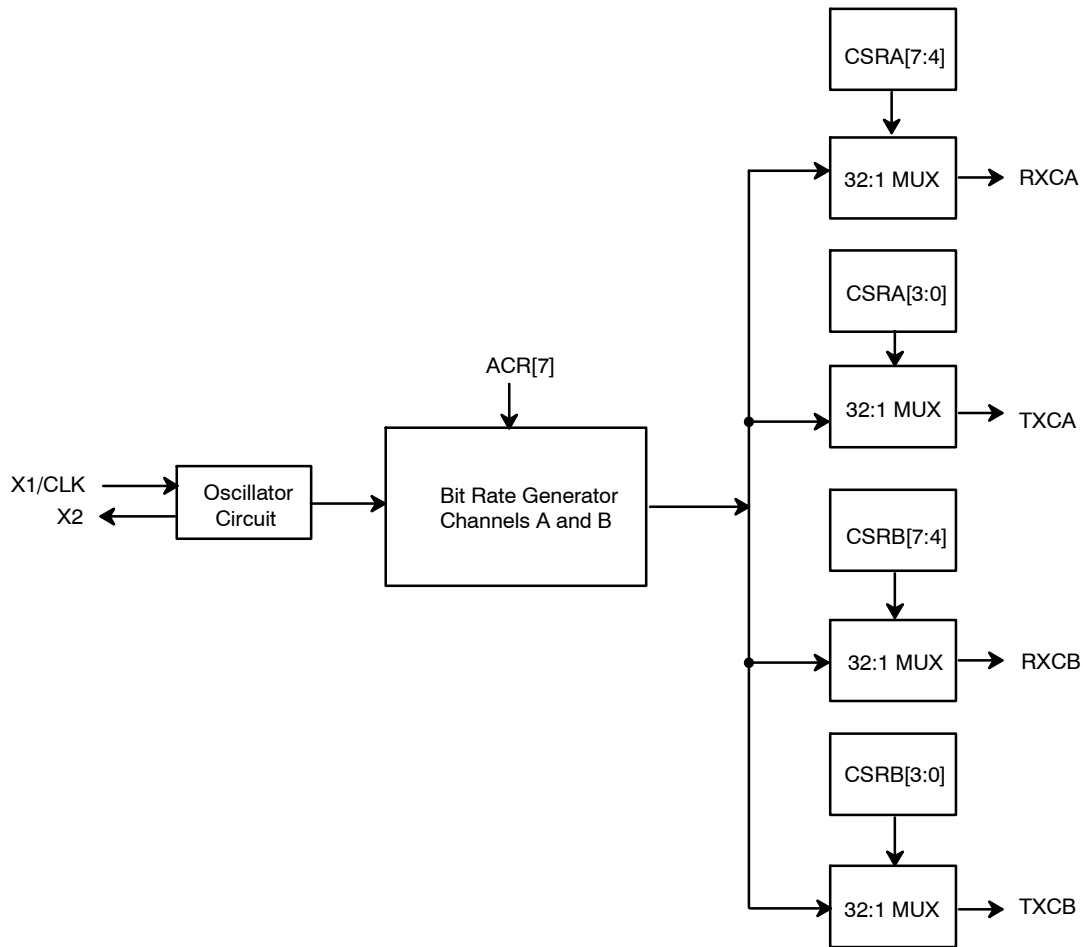 CSRA[7:4]
32:1 MUX
RXCA
CSRA[3:0]
ACR[7]
32:1 MUX
TXCA
X1/CLK
X2
Oscillator
Circuit
Bit Rate Generator
Channels A and B
CSRB[7:4]
32:1 MUX
RXCB
CSRB[3:0]
32:1 MUX
TXCB